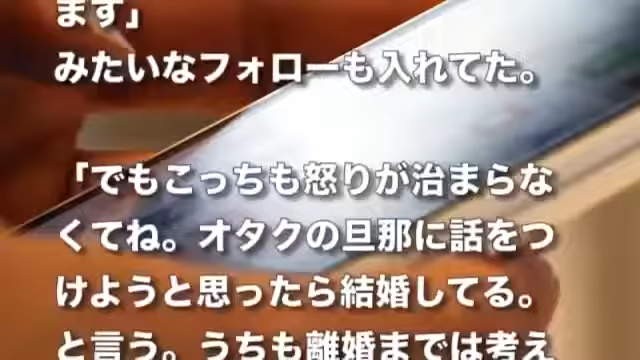 ます」
みたいなフォローも入れてた。
「でもこっちも怒りが治まらな
くてね。オタクの旦那に話をつ
けようと思ったら結婚してる。
と言う。うちも離婚までは考え